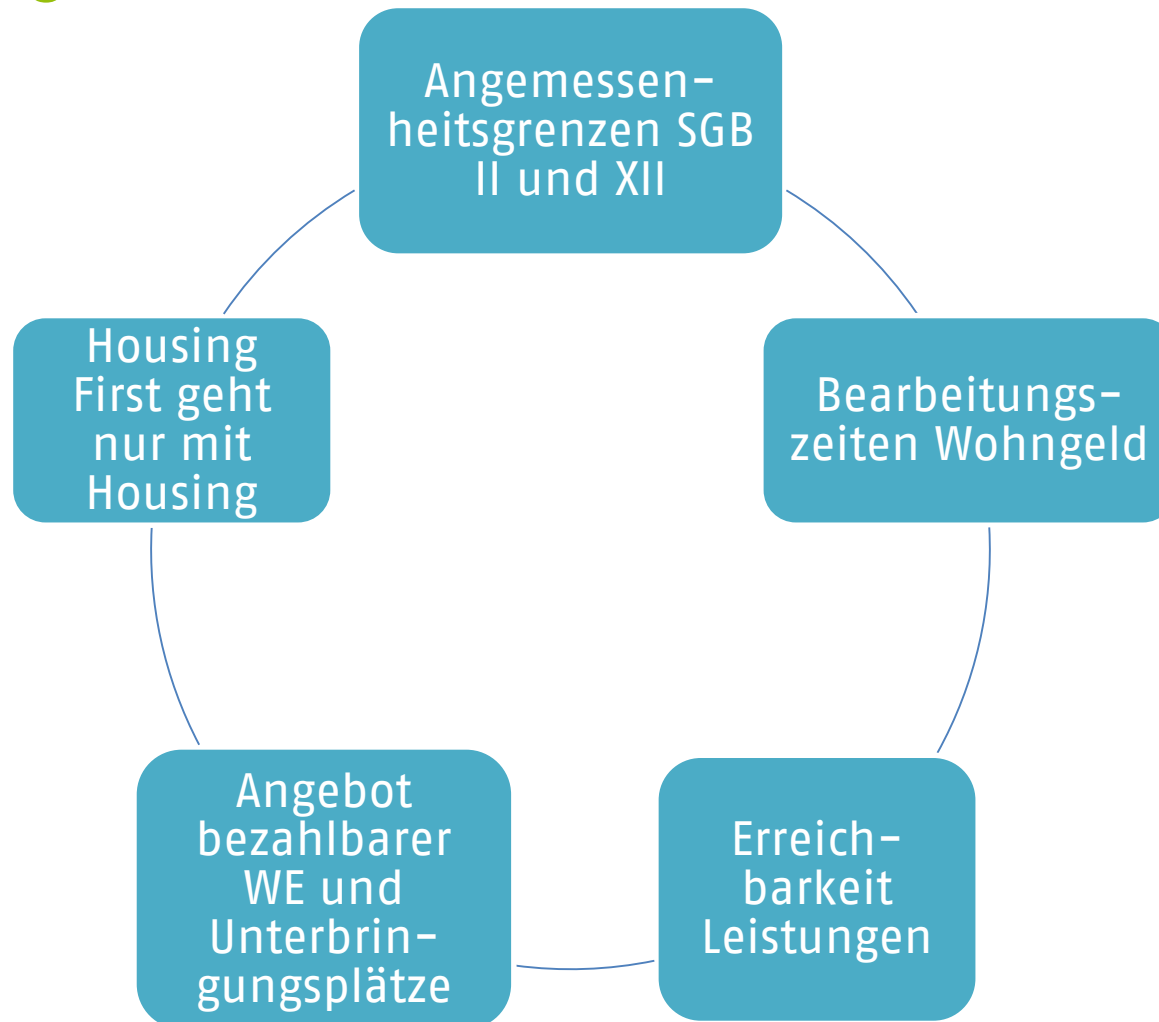 Angemessen-
heitsgrenzen SGB
II und XII
Housing
First geht
nur mit
Housing
Bearbeitungs-
zeiten Wohngeld
Angebot
bezahlbarer
WE und
Unterbrin-
gungsplätze
Erreich-
barkeit
Leistungen